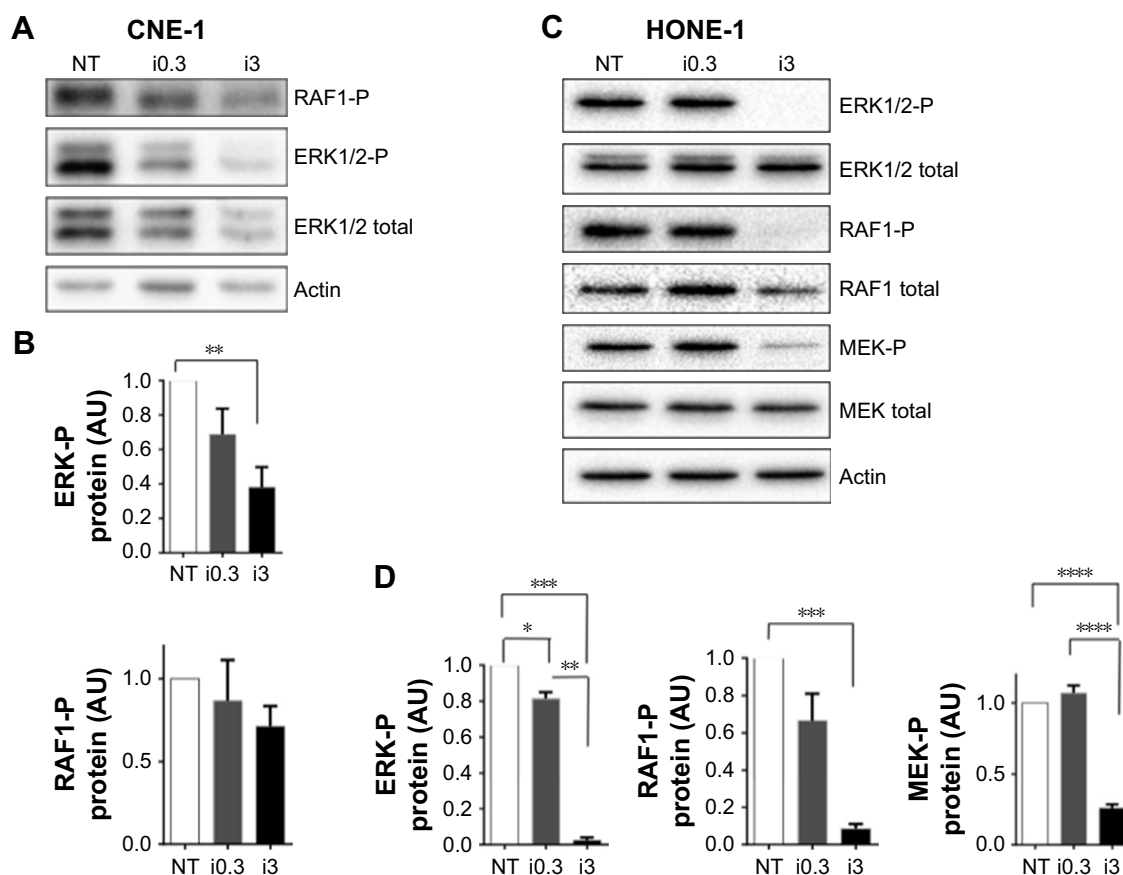 A
CNE-1
NT i0.3 i3
RAF1-P
ERK1/2-P
ERK1/2 total
Actin
B
**
ERK-P
protein (AU)
1.0
0.8
0.6
0.4
0.2
0.0
NT i0.3 i3
RAF1-P
protein (AU)
1.0
0.5
0.0
NT i0.3 i3
C
HONE-1
NT i0.3 i3
ERK1/2-P
ERK1/2 total
RAF1-P
RAF1 total
MEK-P
MEK total
Actin
D
***
*
**
ERK-P
protein (AU)
1.0
0.8
0.6
0.4
0.2
0.0
NT i0.3 i3
***
RAF1-P
protein (AU)
1.0
0.8
0.6
0.4
0.2
0.0
NT i0.3 i3
****
****
MEK-P
protein (AU)
1.0
0.5
0.0
NT i0.3 i3